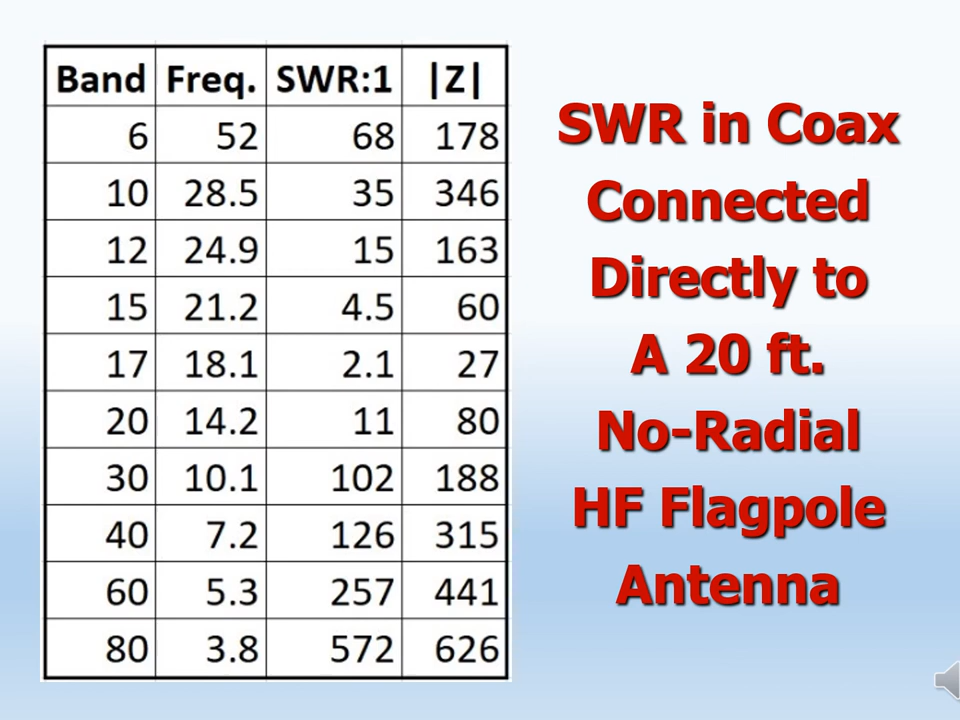 Band Freq. SWR:1 |Z|
6 52 68 178
10 28.5 35 346
12 24.9 15 163
15 21.2 4.5 60
17 18.1 2.1 27
20 14.2 11 80
30 10.1 102 188
40 7.2 126 315
60 5.3 257 441
80 3.8 572 626
SWR in Coax
Connected
Directly to
A 20 ft.
No-Radial
HF Flagpole
Antenna